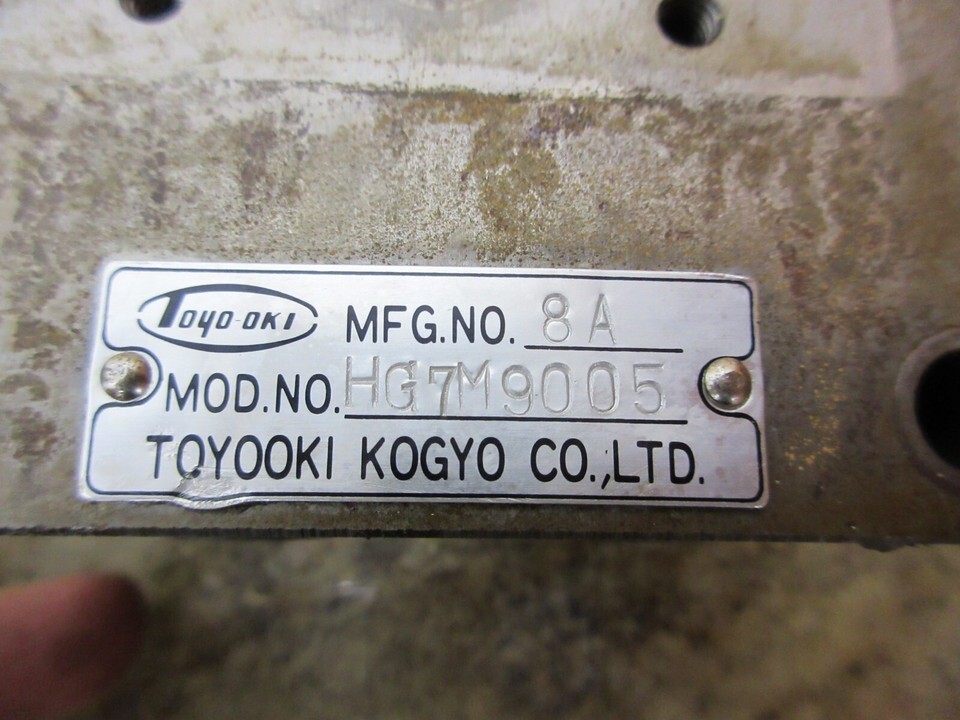 TOYO-OKI MFG.NO. 8A
MOD.NO. HG7M9005
TOYOOKI KOGYO CO.,LTD.